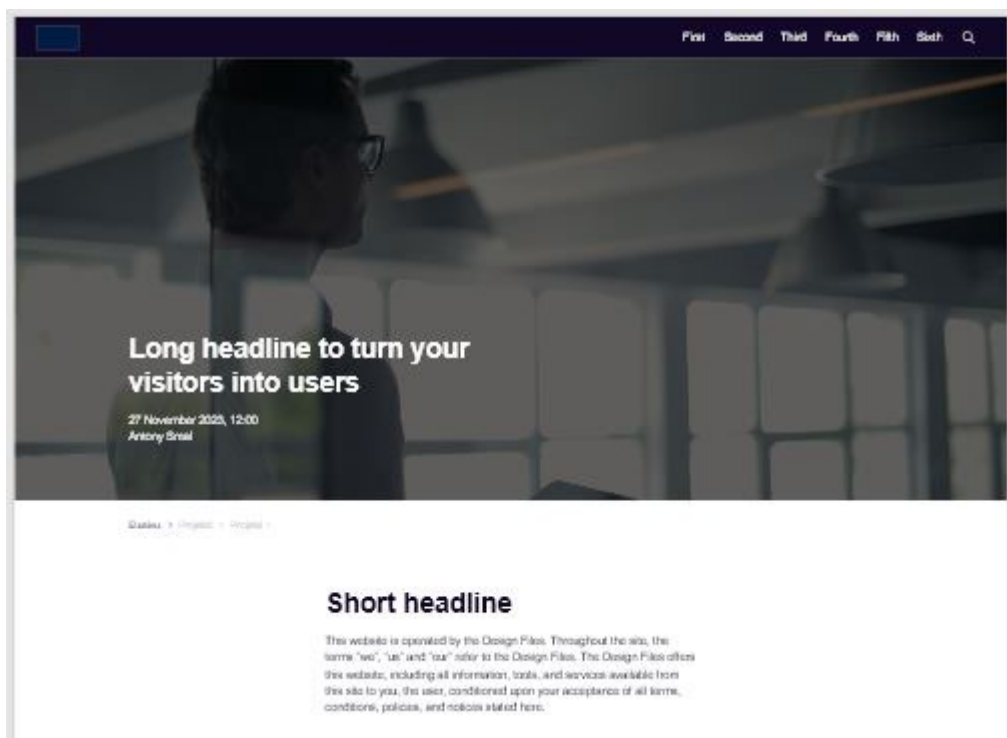 First Second Third Fourth Fifth Sixth
Long headline to turn your
visitors into users
27 November 2023, 12:00
Antony Smal
Short headline
This website is operated by the Design Files. Throughout the site, the
terms "we", "us" and "our" refer to the Design Files. The Design Files offers
this website, including all information, tools, and services available from
this site to you, the user, conditioned upon your acceptance of all terms,
conditions, policies, and notices stated here.